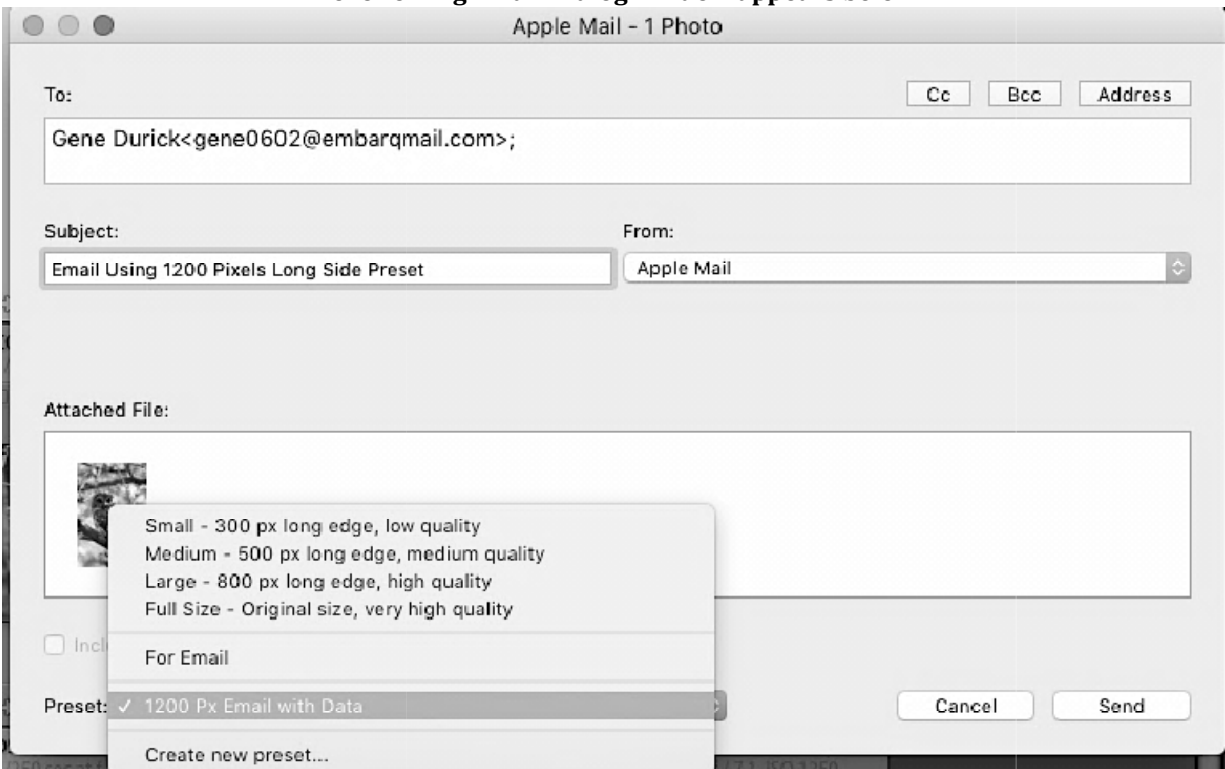 Apple Mail - 1 Photo
To:
Cc Bcc Address
Gene Durick<gene0602@embarqmail.com>;
Subject:
From:
Email Using 1200 Pixels Long Side Preset
Apple Mail
Attached File:
Small - 300 px long edge, low quality
Medium - 500 px long edge, medium quality
Large - 800 px long edge, high quality
Full Size - Original size, very high quality
For Email
Preset: ✓ 1200 Px Email with Data
Cancel Send
Create new preset...